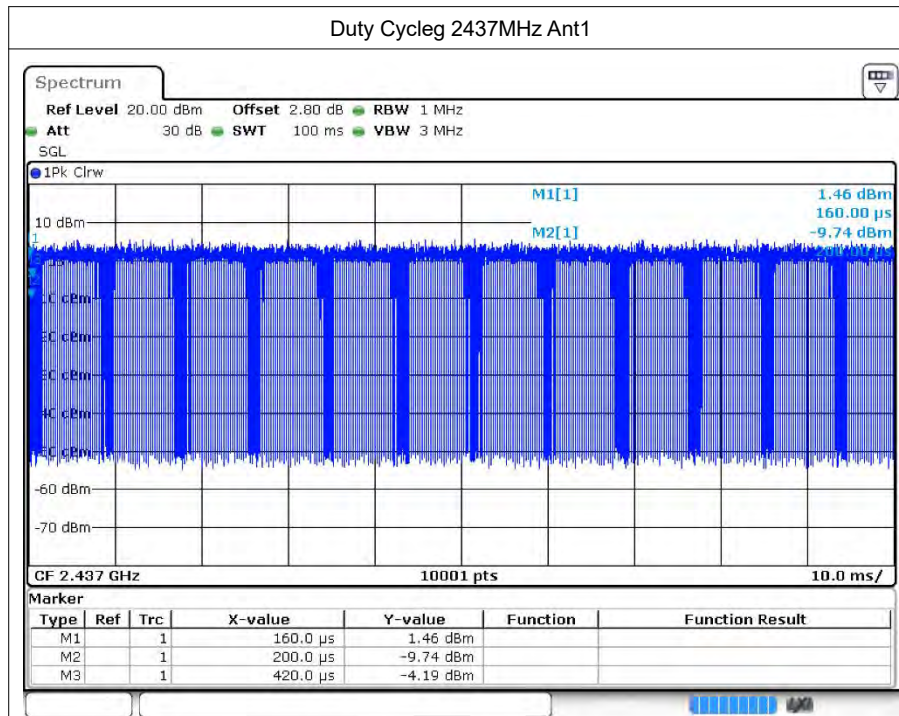 Duty Cycleg 2437MHz Ant1
Spectrum
Ref Level 20.00 dBm Offset 2.80 dB RBW 1 MHz
Att 30 dB SWT 100 ms VBW 3 MHz
SGL
1Pk Clrw
M1[1] 1.46 dBm
160.00 µs
10 dBm
M2[1] -9.74 dBm
200.00 µs
-60 dBm
-70 dBm
CF 2.437 GHz 10001 pts 10.0 ms/
Marker
Type Ref Trc X-value Y-value Function Function Result
M1 1 160.0 µs 1.46 dBm
M2 1 200.0 µs -9.74 dBm
M3 1 420.0 µs -4.19 dBm